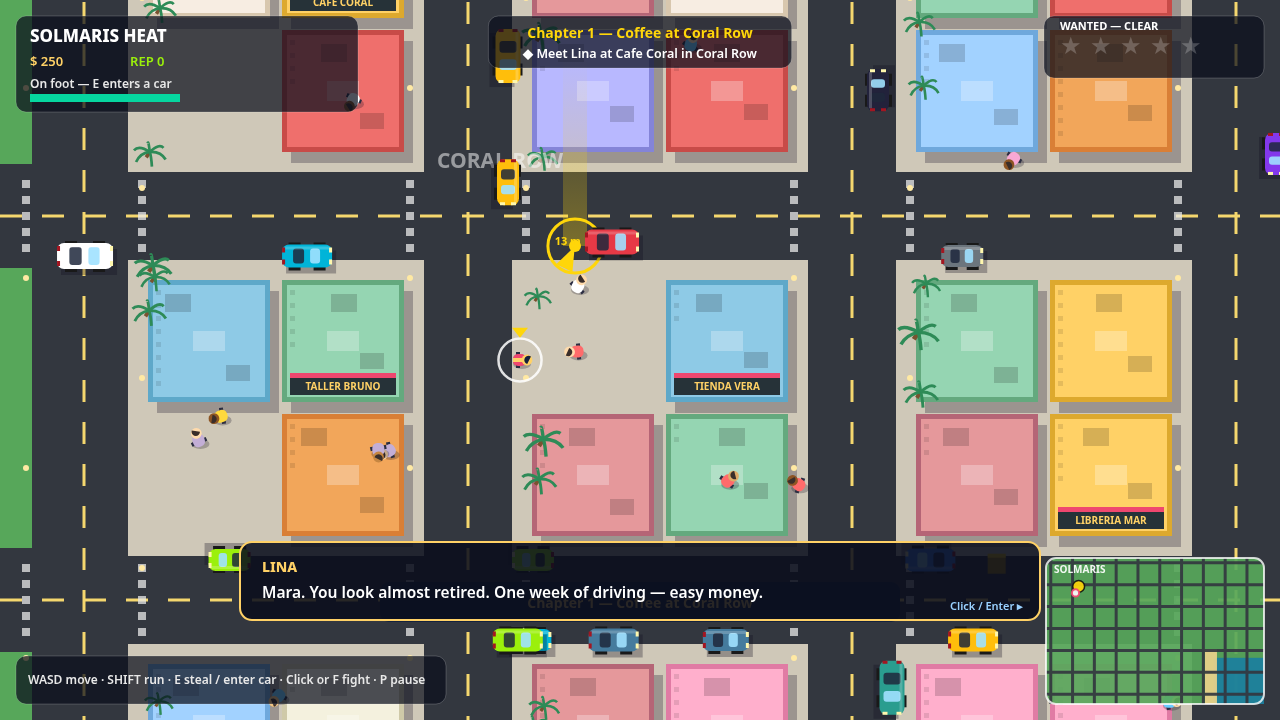 CAFE CORAL
SOLMARIS HEAT
$ 250
REP 0
On foot — E enters a car
Chapter 1 — Coffee at Coral Row
◆ Meet Lina at Cafe Coral in Coral Row
WANTED — CLEAR
★ ★ ★ ★ ★
CORAL ROW
13
TALLER BRUNO
TIENDA VERA
LIBRERIA MAR
LINA
Mara. You look almost retired. One week of driving — easy money.
Chapter 1 — Coffee at Coral Row
Click / Enter ▸
SOLMARIS
WASD move · SHIFT run · E steal / enter car · Click or F fight · P pause